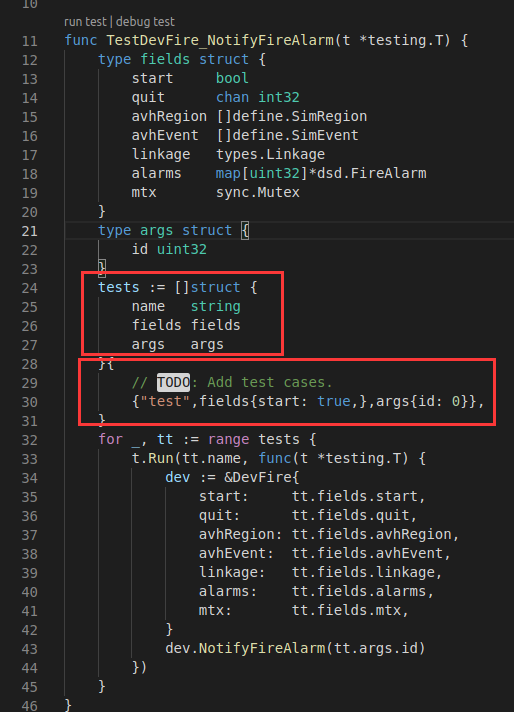 10
run test | debug test
11 func TestDevFire_NotifyFireAlarm(t *testing.T) {
12     type fields struct {
13         start     bool
14         quit      chan int32
15         avhRegion []define.SimRegion
16         avhEvent  []define.SimEvent
17         linkage   types.Linkage
18         alarms    map[uint32]*dsd.FireAlarm
19         mtx       sync.Mutex
20     }
21     type args struct {
22         id uint32
23     }
24     tests := []struct {
25         name   string
26         fields fields
27         args   args
28     }{
29         // TODO: Add test cases.
30         {"test",fields{start: true,},args{id: 0}},
31     }
32     for _, tt := range tests {
33         t.Run(tt.name, func(t *testing.T) {
34             dev := &DevFire{
35                 start:     tt.fields.start,
36                 quit:      tt.fields.quit,
37                 avhRegion: tt.fields.avhRegion,
38                 avhEvent:  tt.fields.avhEvent,
39                 linkage:   tt.fields.linkage,
40                 alarms:    tt.fields.alarms,
41                 mtx:       tt.fields.mtx,
42             }
43             dev.NotifyFireAlarm(tt.args.id)
44         })
45     }
46 }